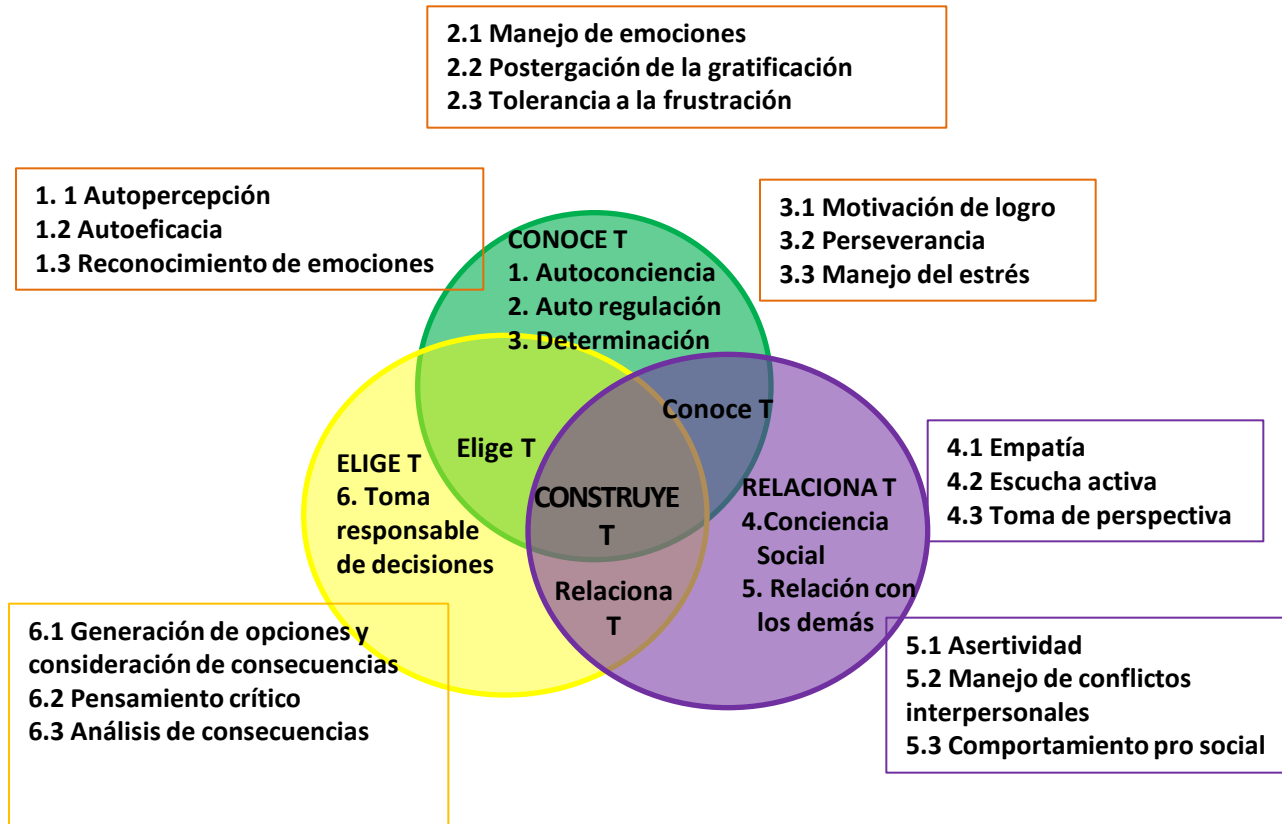 2.1 Manejo de emociones
2.2 Postergación de la gratificación
2.3 Tolerancia a la frustración
1. 1 Autopercepción
1.2 Autoeficacia
1.3 Reconocimiento de emociones
3.1 Motivación de logro
3.2 Perseverancia
3.3 Manejo del estrés
CONOCE T
1. Autoconciencia
2. Auto regulación
3. Determinación
Conoce T
Elige T
ELIGE T
6. Toma
responsable
de decisiones
CONSTRUYE
T
RELACIONA T
4.Conciencia
Social
5. Relación con
los demás
Relaciona
T
4.1 Empatía
4.2 Escucha activa
4.3 Toma de perspectiva
6.1 Generación de opciones y
consideración de consecuencias
6.2 Pensamiento crítico
6.3 Análisis de consecuencias
5.1 Asertividad
5.2 Manejo de conflictos
interpersonales
5.3 Comportamiento pro social